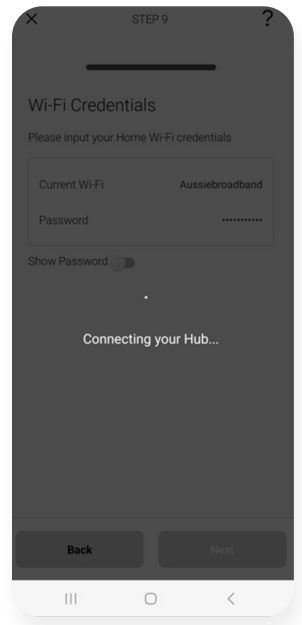 STEP 9 ?
Wi-Fi Credentials
Please input your Home Wi-Fi credentials
Current Wi-Fi Aussiebroadband
Password •••••••••••
Show Password
Connecting your Hub...
Back Next